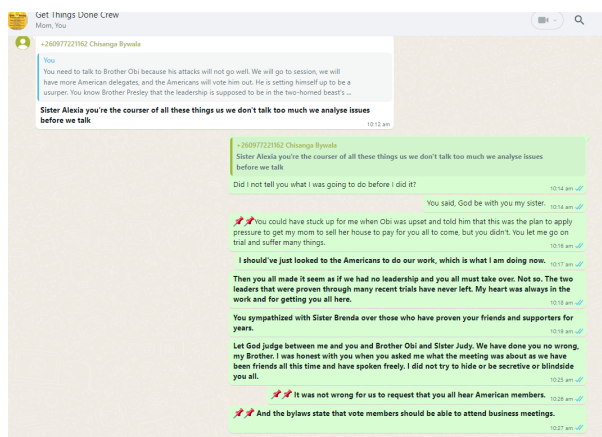 Get Things Done Crew
Mom, You
+260977221162 Chisanga Bywala
You
You need to talk to Brother Obi because his attacks will not go well. We will go to session, we will
have more American delegates, and the Americans will vote him out. He is setting himself up to be a
usurper. You know Brother Presley that the leadership is supposed to be in the two-horned beast's ...
Sister Alexia you're the courser of all these things us we don't talk too much we analyse issues
before we talk
10:12 am
+260977221162 Chisanga Bywala
Sister Alexia you're the courser of all these things us we don't talk too much we analyse issues
before we talk
Did I not tell you what I was going to do before I did it?
10:14 am
You said, God be with you my sister.
10:14 am
📌📌You could have stuck up for me when Obi was upset and told him that this was the plan to apply
pressure to get my mom to sell her house to pay for you all to come, but you didn't. You let me go on
trial and suffer many things.
10:16 am
I should've just looked to the Americans to do our work, which is what I am doing now.
10:17 am
Then you all made it seem as if we had no leadership and you all must take over. Not so. The two
leaders that were proven through many recent trials have never left. My heart was always in the
work and for getting you all here.
10:18 am
You sympathized with Sister Brenda over those who have proven your friends and supporters for
years.
10:19 am
Let God judge between me and you and Brother Obi and SIster Judy. We have done you no wrong,
my Brother. I was honest with you when you asked me what the meeting was about as we have
been friends all this time and have spoken freely. I did not try to hide or be secretive or blindside
you all.
10:25 am
📌📌 It was not wrong for us to request that you all hear American members.
10:26 am
📌📌 And the bylaws state that vote members should be able to attend business meetings.
10:27 am